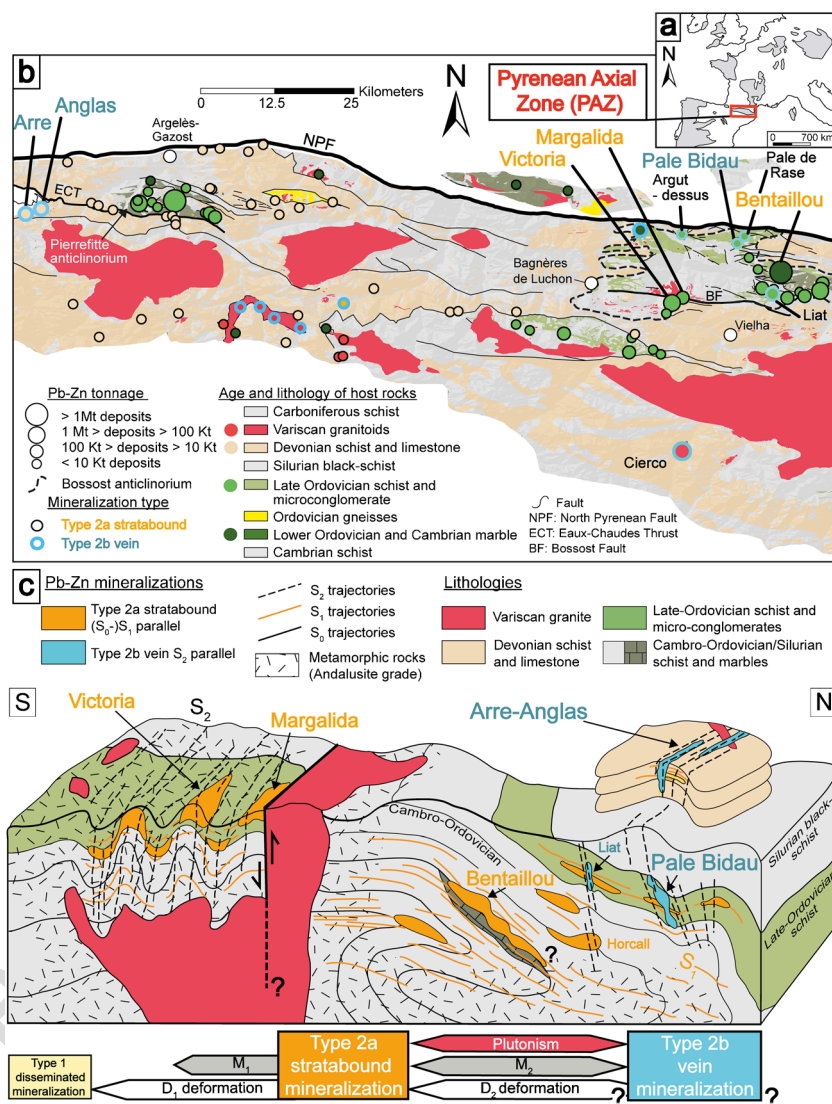 a
N
0 700 km
b
Kilometers
0 12.5 25
N
Pyrenean Axial
Zone (PAZ)
Arre
Anglas
Argelès-
Gazost
NPF
Margalida
Victoria
Pale Bidau
Pale de
Rase
Argut
- dessus
Bentaillou
ECT
Pierrefitte
anticlinorium
Bagnères
de Luchon
BF
Liat
Vielha
Cierco
Pb-Zn tonnage
> 1Mt deposits
1 Mt > deposits > 100 Kt
100 Kt > deposits > 10 Kt
< 10 Kt deposits
Bossost anticlinorium
Mineralization type
Type 2a stratabound
Type 2b vein
Age and lithology of host rocks
Carboniferous schist
Variscan granitoids
Devonian schist and limestone
Silurian black-schist
Late Ordovician schist and
microconglomerate
Ordovician gneisses
Lower Ordovician and Cambrian marble
Cambrian schist
Fault
NPF: North Pyrenean Fault
ECT: Eaux-Chaudes Thrust
BF: Bossost Fault
c
Pb-Zn mineralizations
Type 2a stratabound
(S0-)S1 parallel
Type 2b vein S2 parallel
S2 trajectories
S1 trajectories
S0 trajectories
Metamorphic rocks
(Andalusite grade)
Lithologies
Variscan granite
Devonian schist
and limestone
Late-Ordovician schist and
micro-conglomerates
Cambro-Ordovician/Silurian
schist and marbles
S
N
Victoria
S2
Margalida
Arre-Anglas
Cambro-Ordovician
Silurian black-
schist
Liat
Pale Bidau
Bentaillou
Late-Ordovician
schist
Horcall
?
S1
?
Type 1
disseminated
mineralization
M1
D1 deformation
Type 2a
stratabound
mineralization
Plutonism
M2
D2 deformation
?
Type 2b
vein
mineralization
?